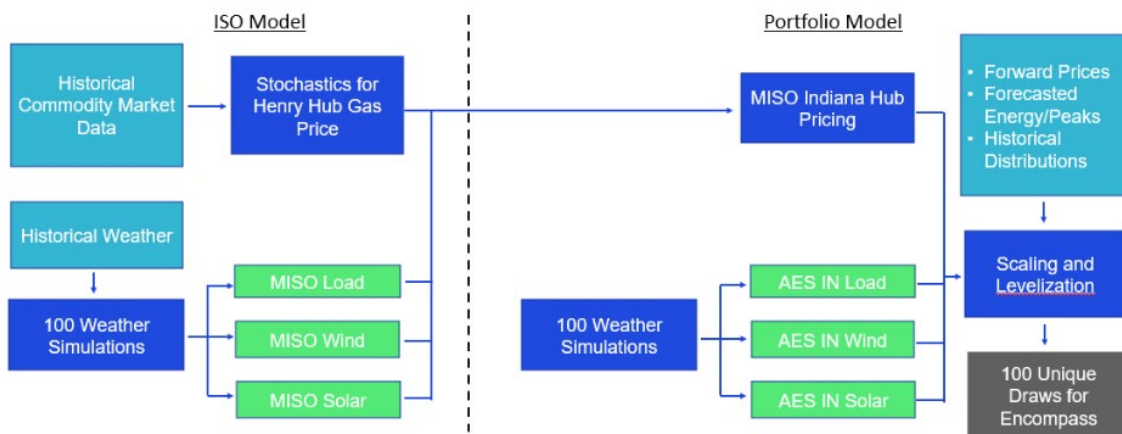 ISO Model
Portfolio Model
Historical
Commodity Market
Data
Stochastics for
Henry Hub Gas
Price
MISO Indiana Hub
Pricing
• Forward Prices
• Forecasted
Energy/Peaks
• Historical
Distributions
Historical Weather
100 Weather
Simulations
MISO Load
MISO Wind
MISO Solar
100 Weather
Simulations
AES IN Load
AES IN Wind
AES IN Solar
Scaling and
Levelization
100 Unique
Draws for
Encompass